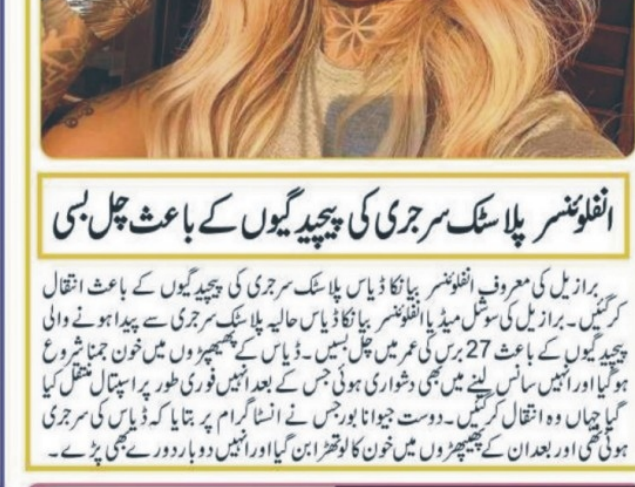 انفلوئنسر پلاسٹک سرجری کی پیچیدگیوں کے باعث چل بسی
برازیل کی معروف انفلوئنسر بیانکا ڈیاس پلاسٹک سرجری کی پیچیدگیوں کے باعث انتقال
کرگئیں۔ برازیل کی سوشل میڈیا انفلوئنسر بیانکا ڈیاس حالیہ پلاسٹک سرجری سے پیدا ہونے والی
پیچیدگیوں کے باعث 27 برس کی عمر میں چل بسیں۔ ڈیاس کے پھیپھڑوں میں خون جمنا شروع
ہوگیا اور انہیں سانس لینے میں بھی دشواری ہوئی جس کے بعد انہیں فوری طور پر اسپتال منتقل کیا
گیا جہاں وہ انتقال کرگئیں۔ دوست جیوانا بورجس نے انسٹاگرام پر بتایا کہ ڈیاس کی سرجری
ہوئی تھی اور بعد ان کے پھیپھڑوں میں خون کا لوتھڑا بن گیا اور انہیں دو بار دورے بھی پڑے۔